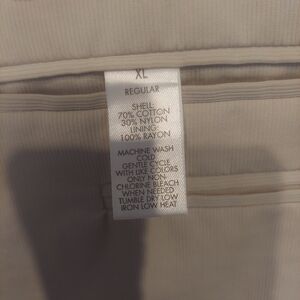 XL
REGULAR
SHELL:
70% COTTON
30% NYLON
LINING:
100% RAYON
MACHINE WASH
COLD
GENTLE CYCLE
WITH LIKE COLORS
ONLY NON-
CHLORINE BLEACH
WHEN NEEDED
TUMBLE DRY LOW
IRON LOW HEAT